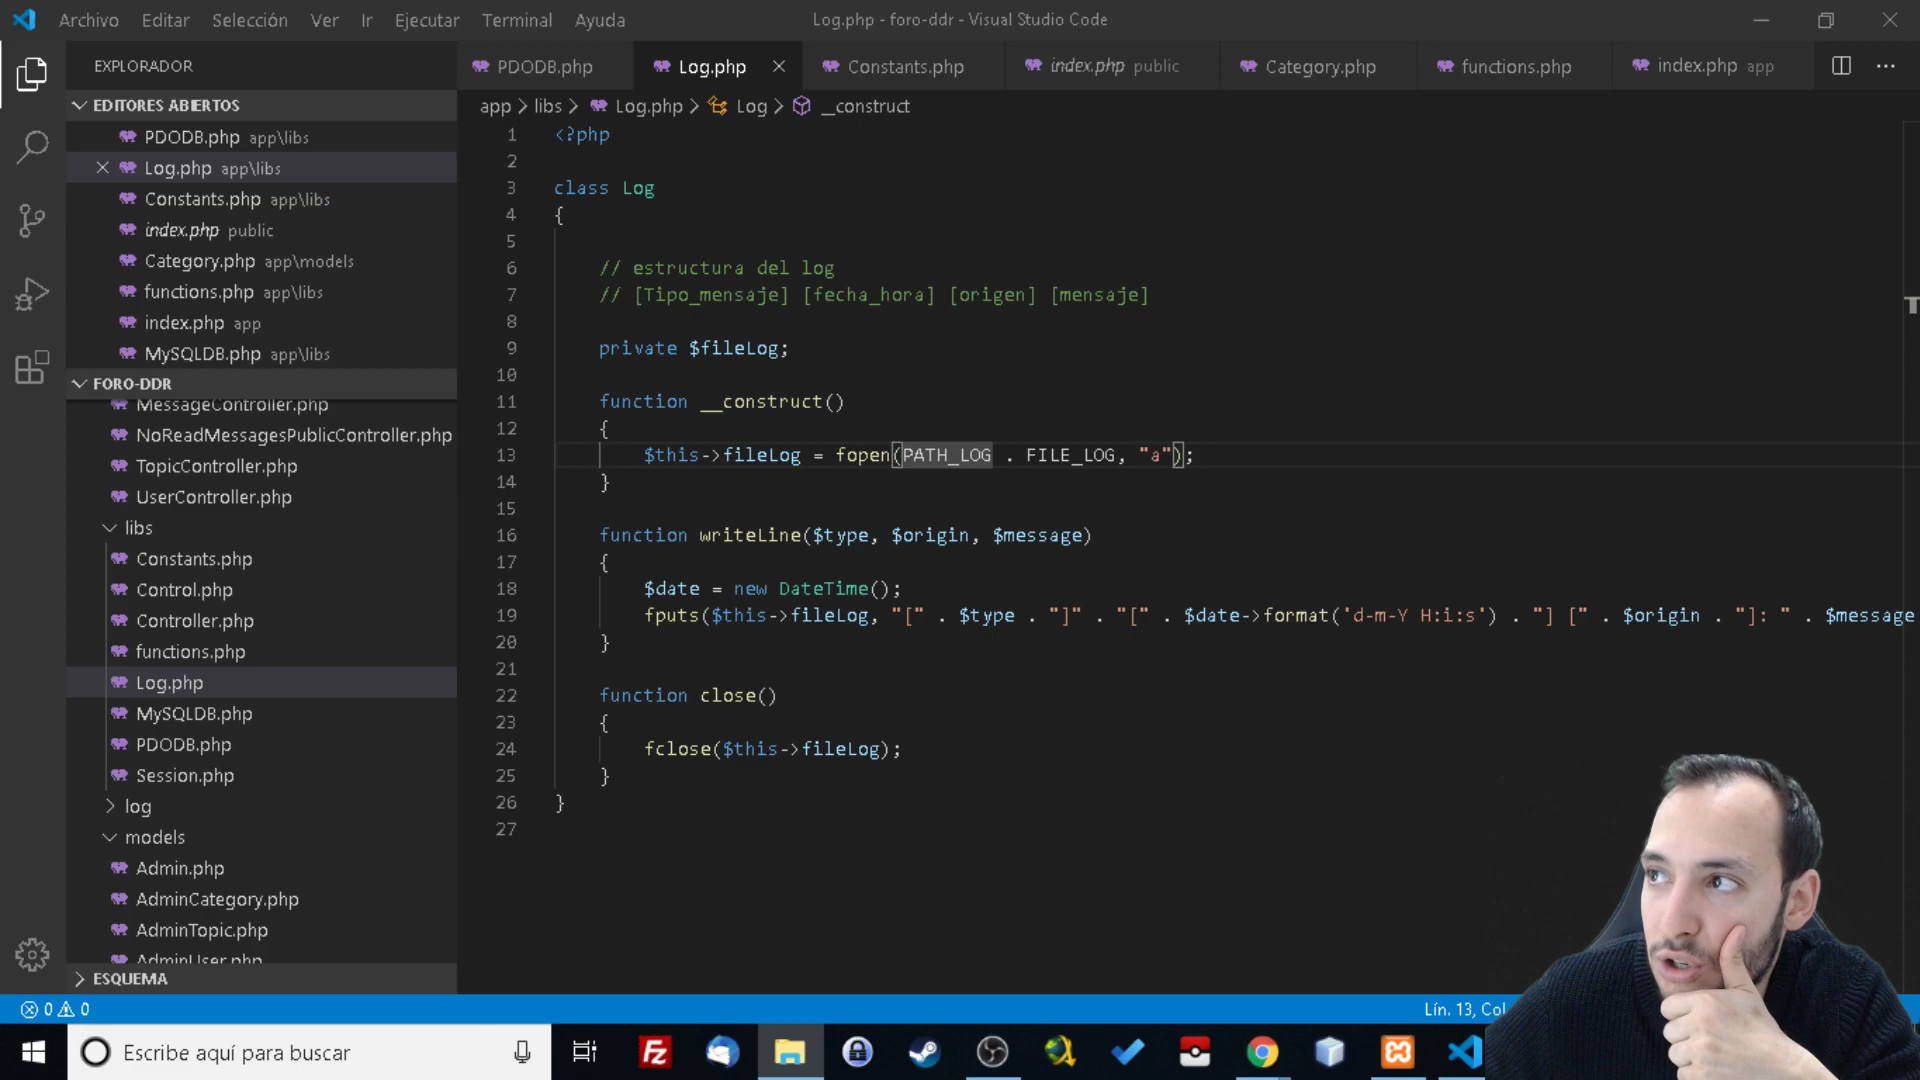 Archivo Editar Selección Ver Ir Ejecutar Terminal Ayuda
Log.php - foro-ddr - Visual Studio Code
EXPLORADOR
PDODB.php Log.php Constants.php index.php public Category.php functions.php index.php app
EDITORES ABIERTOS
PDODB.php app\libs
Log.php app\libs
Constants.php app\libs
index.php public
Category.php app\models
functions.php app\libs
index.php app
MySQLDB.php app\libs
FORO-DDR
MessageController.php
NoReadMessagesPublicController.php
TopicController.php
UserController.php
libs
Constants.php
Control.php
Controller.php
functions.php
Log.php
MySQLDB.php
PDODB.php
Session.php
log
models
Admin.php
AdminCategory.php
AdminTopic.php
AdminUser.php
ESQUEMA
app > libs > Log.php > Log > __construct
1 <?php
2
3 class Log
4 {
5
6 // estructura del log
7 // [Tipo_mensaje] [fecha_hora] [origen] [mensaje]
8
9 private $fileLog;
10
11 function __construct()
12 {
13 $this->fileLog = fopen(PATH_LOG . FILE_LOG, "a");
14 }
15
16 function writeLine($type, $origin, $message)
17 {
18 $date = new DateTime();
19 fputs($this->fileLog, "[" . $type . "]" . "[" . $date->format('d-m-Y H:i:s') . "] [" . $origin . "]: " . $message
20 }
21
22 function close()
23 {
24 fclose($this->fileLog);
25 }
26 }
27
0 0
Lín. 13, Col
Escribe aquí para buscar